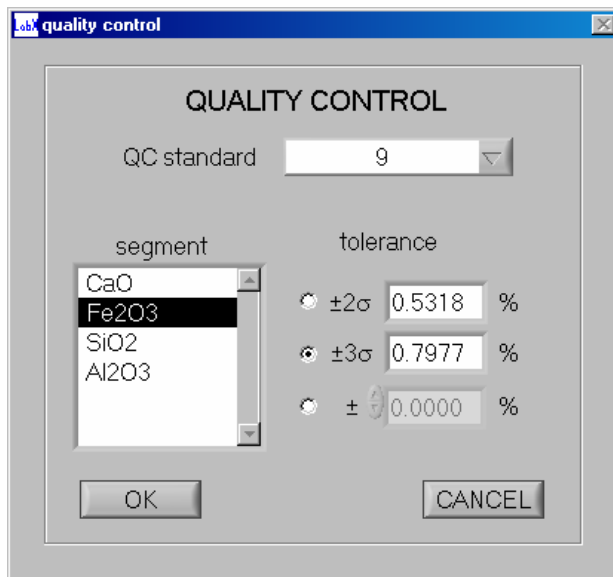 LabX quality control
QUALITY CONTROL
QC standard 9
segment
tolerance
CaO
Fe2O3
SiO2
Al2O3
±2σ 0.5318 %
±3σ 0.7977 %
± 0.0000 %
OK
CANCEL